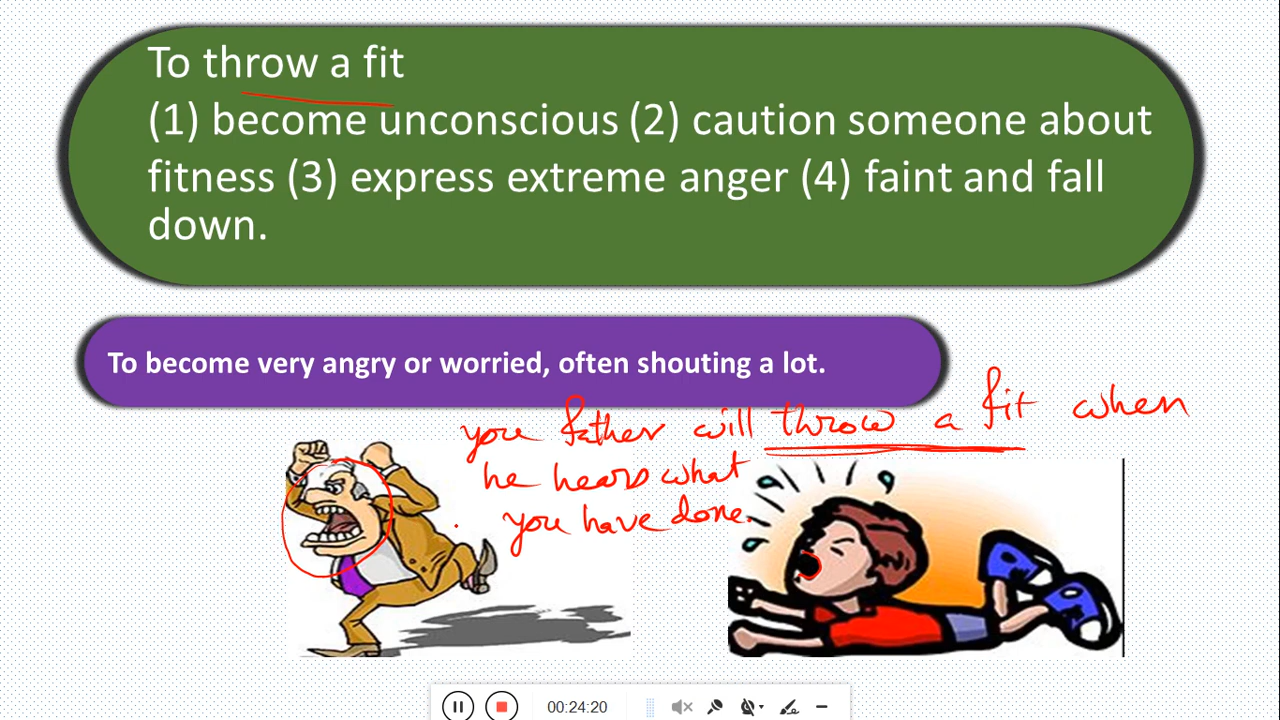 To throw a fit
(1) become unconscious (2) caution someone about
fitness (3) express extreme anger (4) faint and fall
down.
To become very angry or worried, often shouting a lot.
you father will throw a fit when
he hears what
you have done.
00:24:20